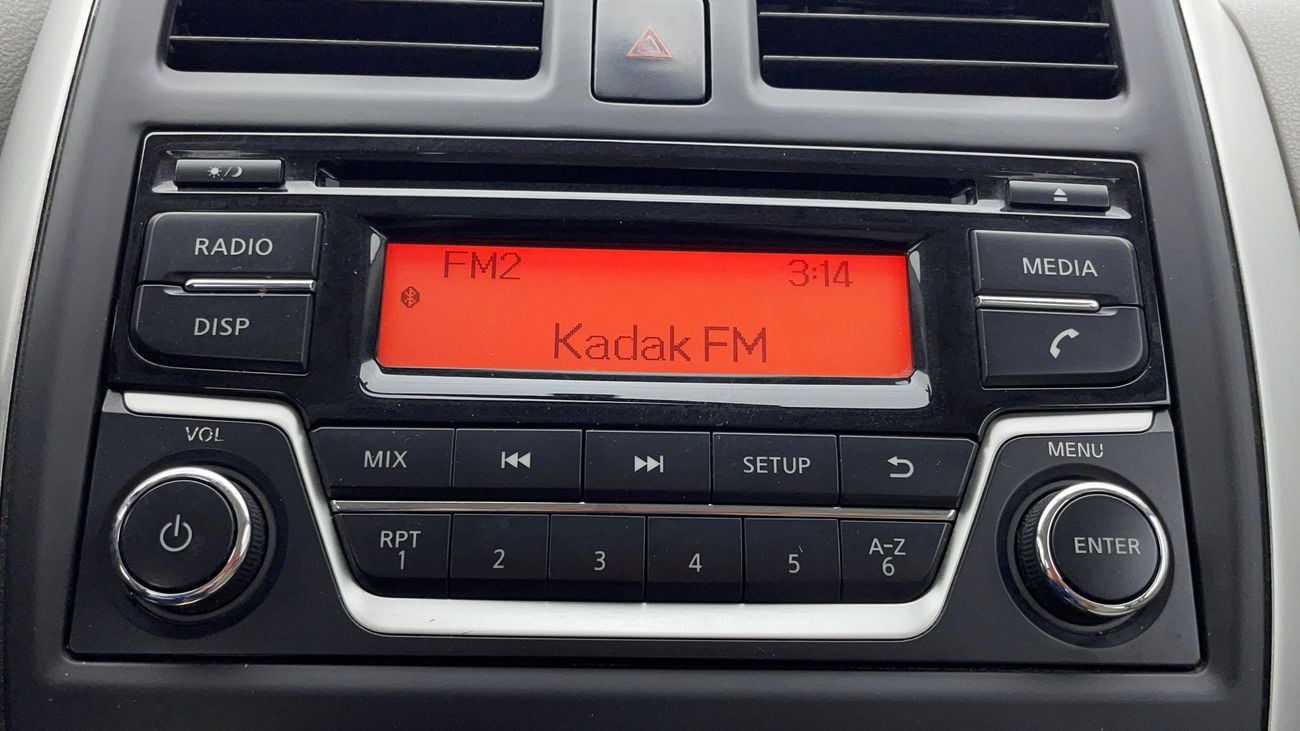 RADIO
DISP
FM2 3:14
Kadak FM
MEDIA
VOL
MIX
SETUP
MENU
RPT
1
2
3
4
5
A-Z
6
ENTER